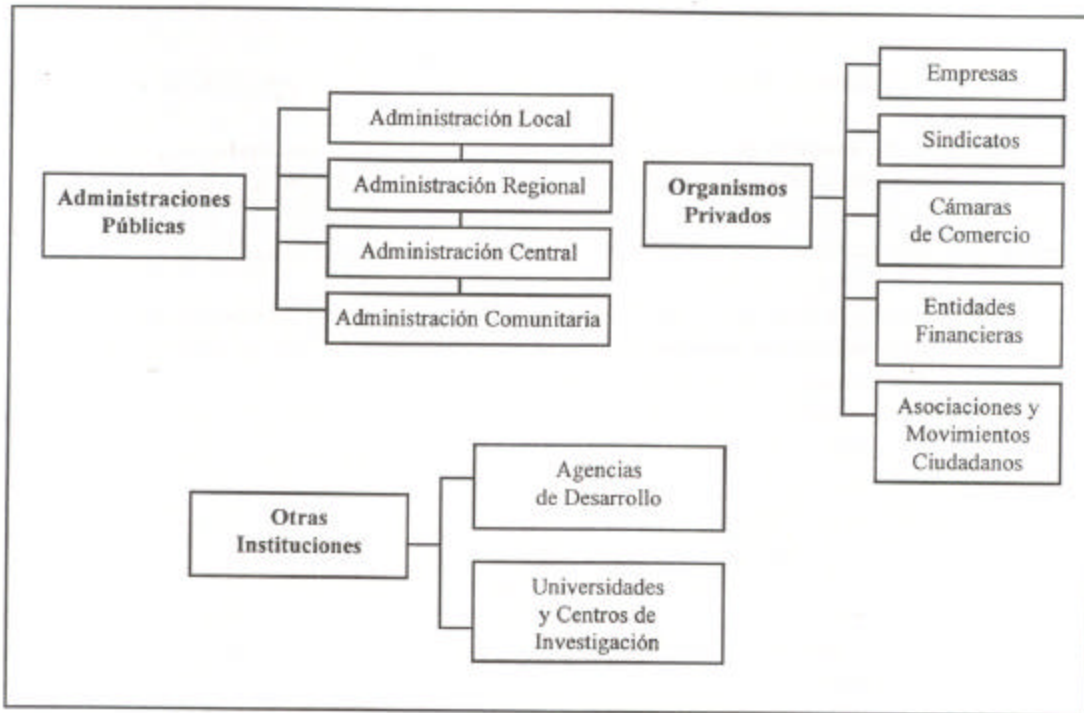 Administraciones
Públicas
Administración Local
Administración Regional
Administración Central
Administración Comunitaria
Organismos
Privados
Empresas
Sindicatos
Cámaras
de Comercio
Entidades
Financieras
Asociaciones y
Movimientos
Ciudadanos
Otras
Instituciones
Agencias
de Desarrollo
Universidades
y Centros de
Investigación